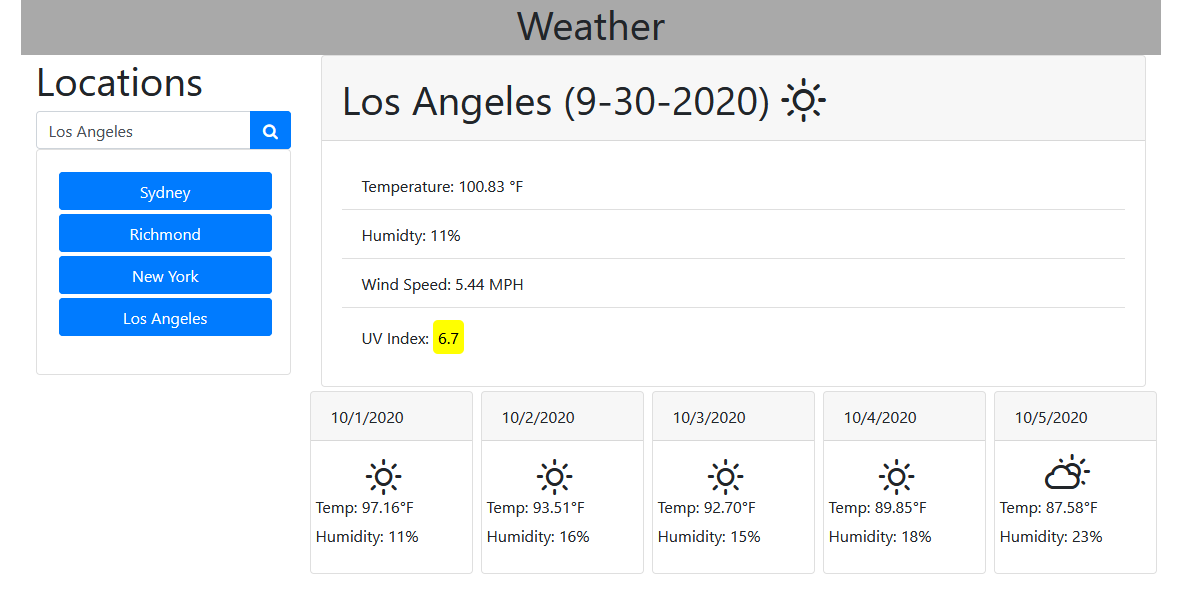 Weather
Locations
Los Angeles
Sydney
Richmond
New York
Los Angeles
Los Angeles (9-30-2020)
Temperature: 100.83 °F
Humidty: 11%
Wind Speed: 5.44 MPH
UV Index: 6.7
10/1/2020
Temp: 97.16°F
Humidity: 11%
10/2/2020
Temp: 93.51°F
Humidity: 16%
10/3/2020
Temp: 92.70°F
Humidity: 15%
10/4/2020
Temp: 89.85°F
Humidity: 18%
10/5/2020
Temp: 87.58°F
Humidity: 23%